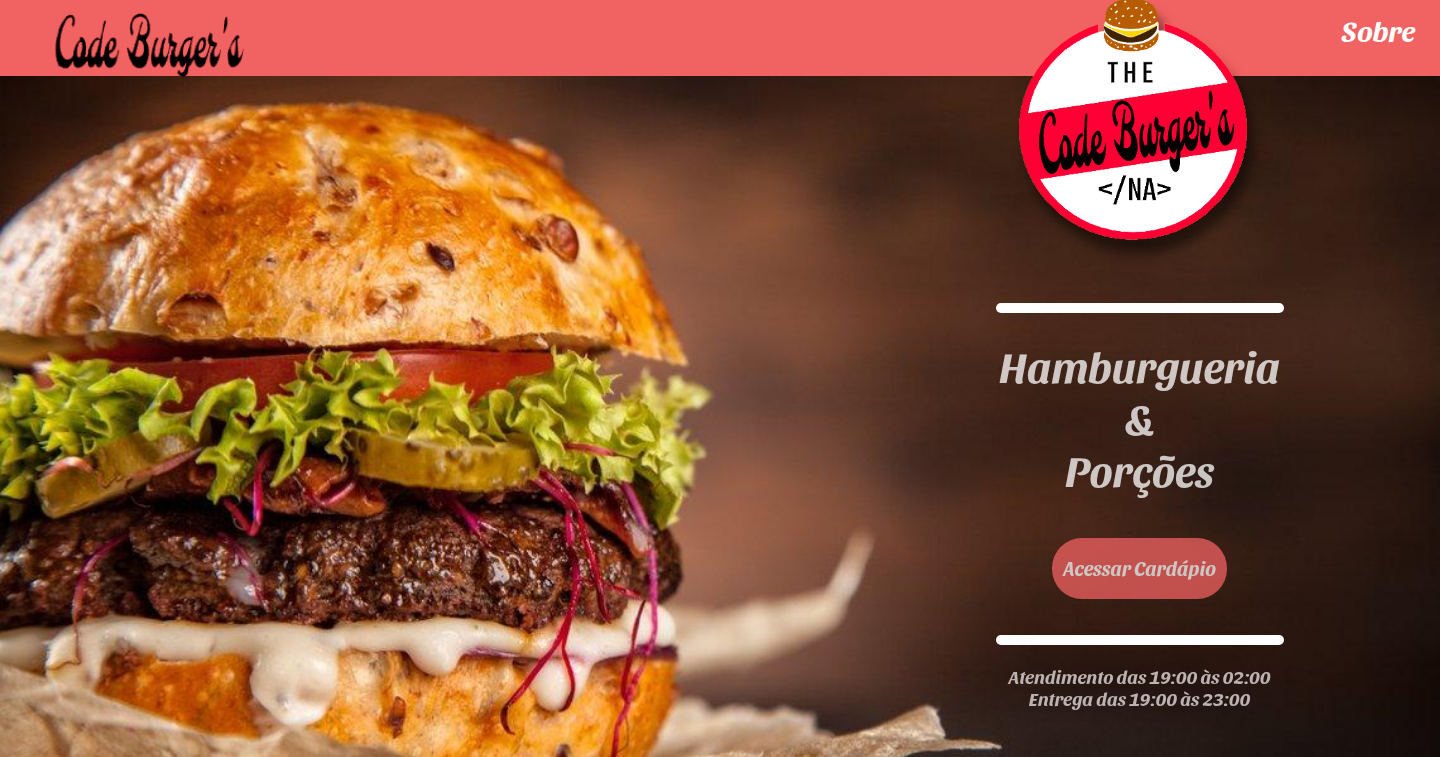 Code Burger's
Sobre
THE
Code Burger's
</NA>
Hamburgueria
&
Porções
Acessar Cardápio
Atendimento das 19:00 às 02:00
Entrega das 19:00 às 23:00